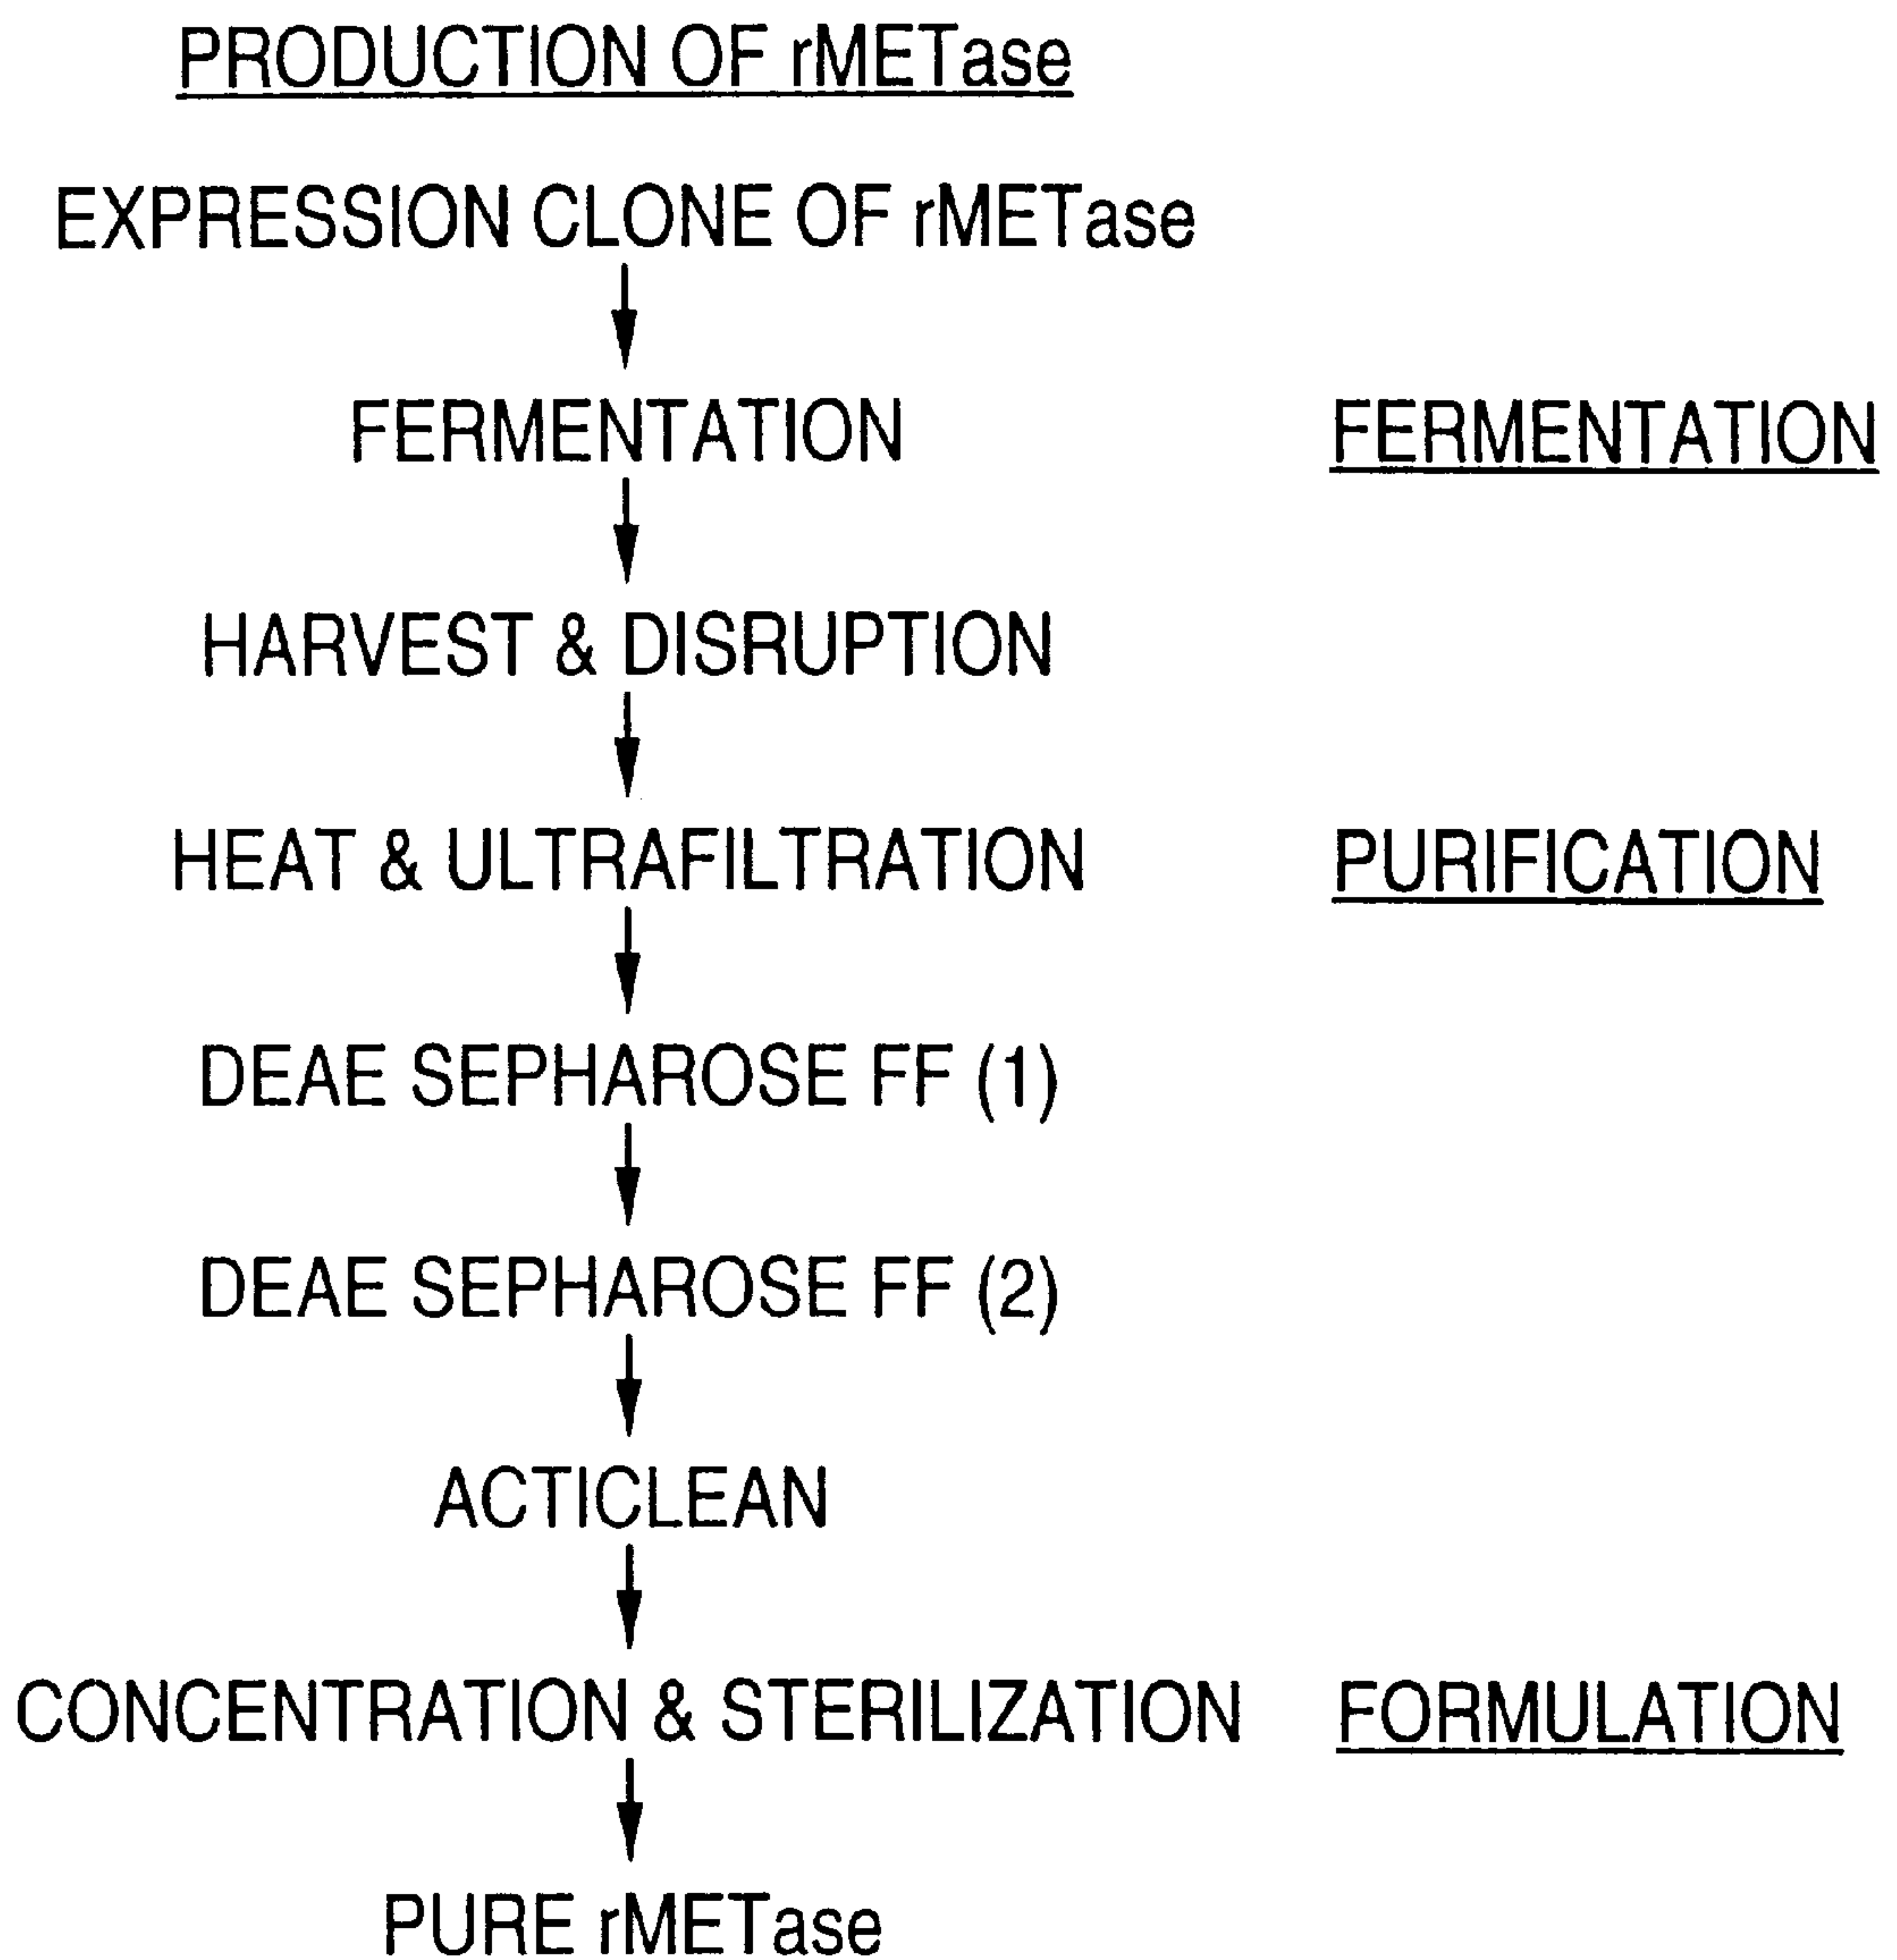 PRODUCTION OF rMETase
EXPRESSION CLONE OF rMETase
FERMENTATION FERMENTATION
HARVEST & DISRUPTION
HEAT & ULTRAFILTRATION PURIFICATION
DEAE SEPHAROSE FF (1)
DEAE SEPHAROSE FF (2)
ACTICLEAN
CONCENTRATION & STERILIZATION FORMULATION
PURE rMETase